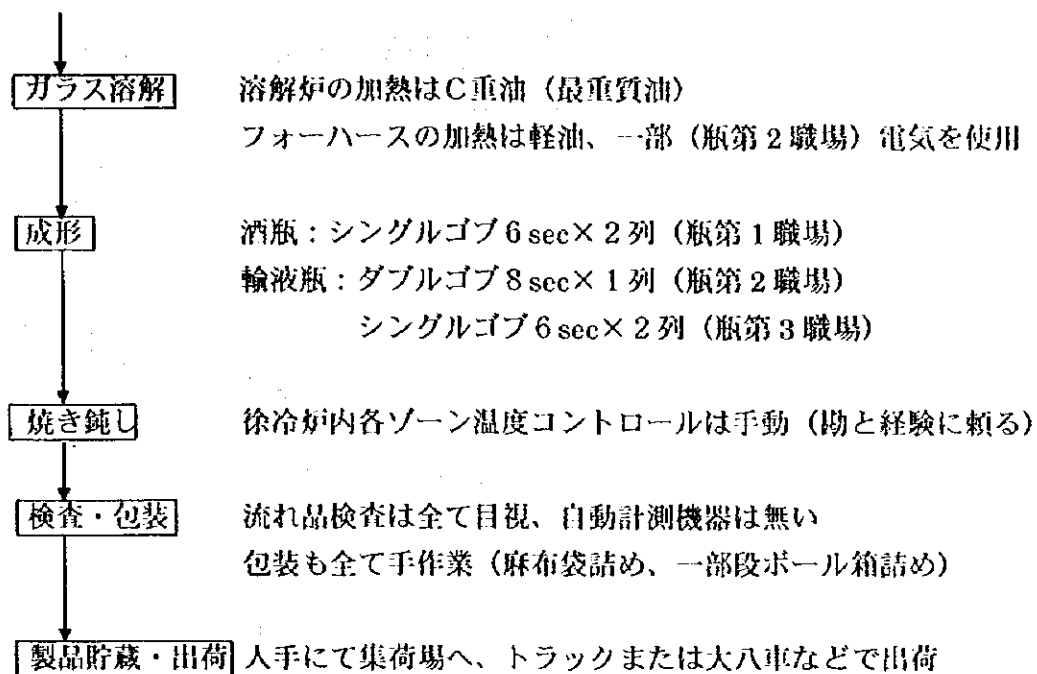 ガラス溶解 溶解炉の加熱はC重油（最重質油）
フォーハースの加熱は軽油、一部（瓶第2職場）電気を使用
成形 酒瓶：シングルゴブ6sec×2列（瓶第1職場）
輸液瓶：ダブルゴブ8sec×1列（瓶第2職場）
シングルゴブ6sec×2列（瓶第3職場）
焼き鈍し 徐冷炉内各ゾーン温度コントロールは手動（勘と経験に頼る）
検査・包装 流れ品検査は全て目視、自動計測機器は無い
包装も全て手作業（麻布袋詰め、一部段ボール箱詰め）
製品貯蔵・出荷 人手にて集荷場へ、トラックまたは大八車などで出荷